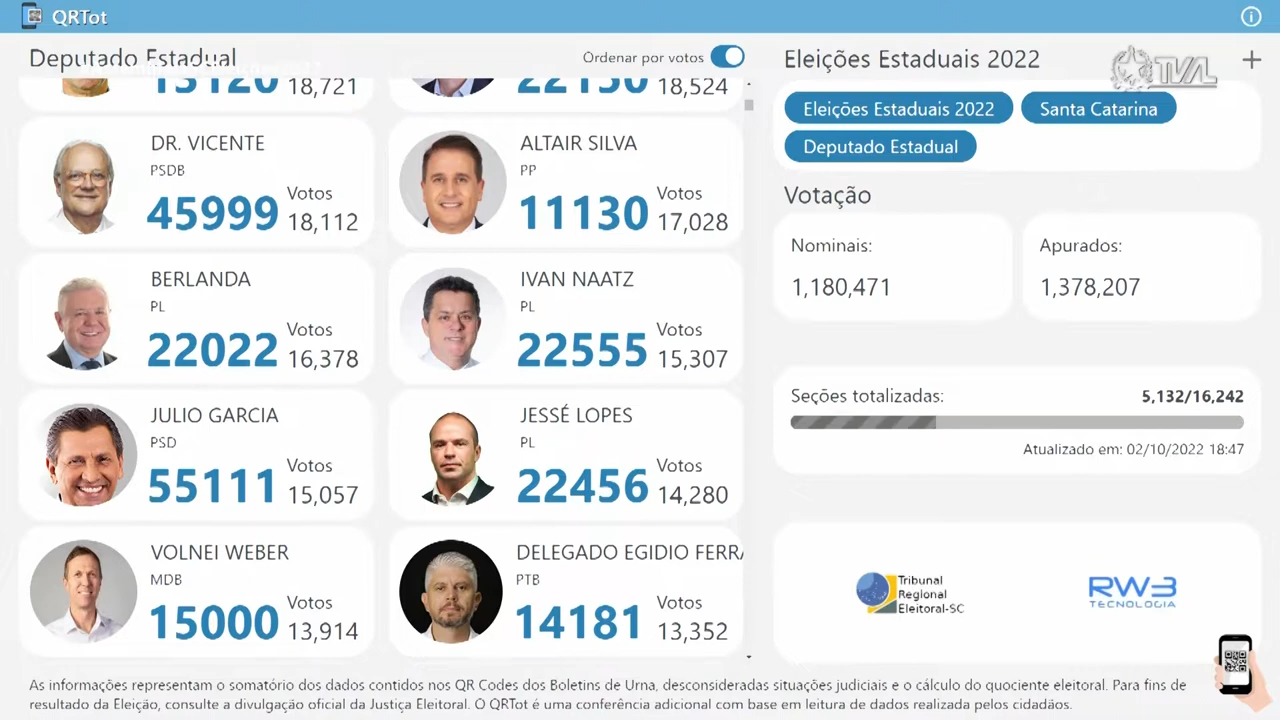 QRTot
Deputado Estadual
Ordenar por votos
13120
18,721
22150
18,524
DR. VICENTE
PSDB
45999
Votos
18,112
ALTAIR SILVA
PP
11130
Votos
17,028
BERLANDA
PL
22022
Votos
16,378
IVAN NAATZ
PL
22555
Votos
15,307
JULIO GARCIA
PSD
55111
Votos
15,057
JESSÉ LOPES
PL
22456
Votos
14,280
VOLNEI WEBER
MDB
15000
Votos
13,914
DELEGADO EGIDIO FERRA
PTB
14181
Votos
13,352
Eleições Estaduais 2022
TVAL
Eleições Estaduais 2022
Santa Catarina
Deputado Estadual
Votação
Nominais:
1,180,471
Apurados:
1,378,207
Seções totalizadas:
5,132/16,242
Atualizado em: 02/10/2022 18:47
Tribunal
Regional
Eleitoral-SC
RW3
TECNOLOGIA
As informações representam o somatório dos dados contidos nos QR Codes dos Boletins de Urna, desconsideradas situações judiciais e o cálculo do quociente eleitoral. Para fins de
resultado da Eleição, consulte a divulgação oficial da Justiça Eleitoral. O QRTot é uma conferência adicional com base em leitura de dados realizada pelos cidadãos.